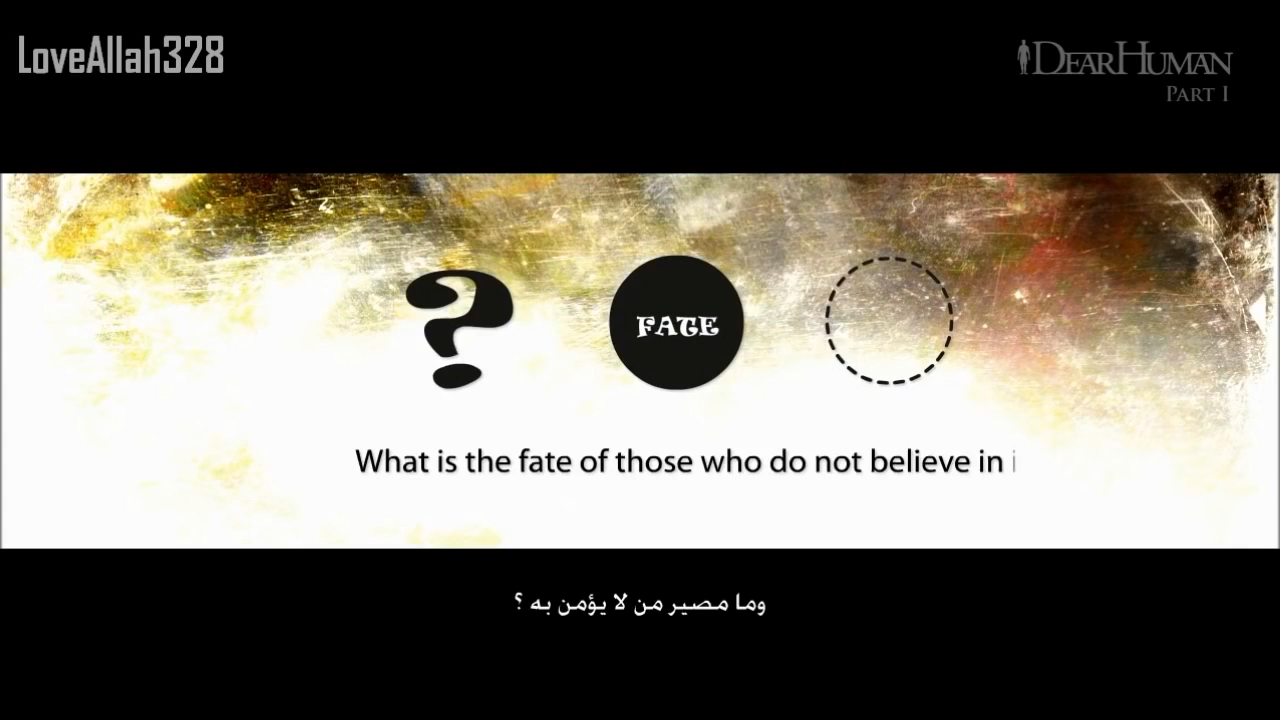 LoveAllah328
DEARHUMAN
PART I
FATE
What is the fate of those who do not believe in i
وما مصير من لا يؤمن به ؟